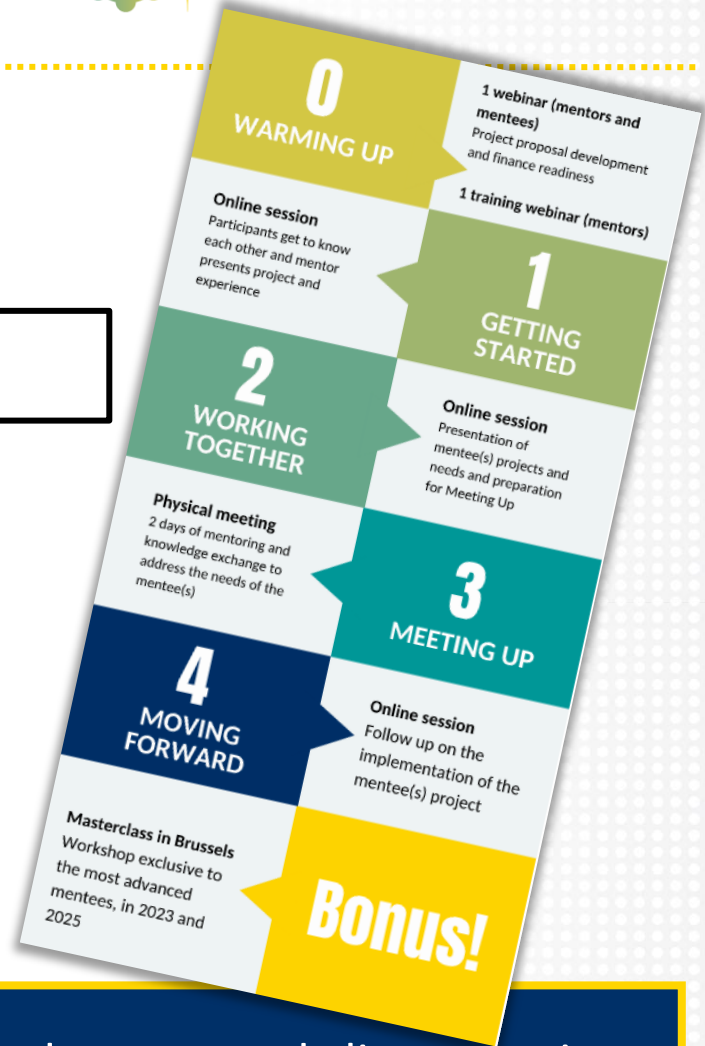 0
WARMING UP
1 webinar (mentors and
mentees)
Project proposal development
and finance readiness
1 training webinar (mentors)
Online session
Participants get to know
each other and mentor
presents project and
experience
1
GETTING
STARTED
2
WORKING
TOGETHER
Online session
Presentation of
mentee(s) projects and
needs and preparation
for Meeting Up
Physical meeting
2 days of mentoring and
knowledge exchange to
address the needs of the
mentee(s)
3
MEETING UP
4
MOVING
FORWARD
Online session
Follow up on the
implementation of the
mentee(s) project
Masterclass in Brussels
Workshop exclusive to
the most advanced
mentees, in 2023 and
2025
Bonus!